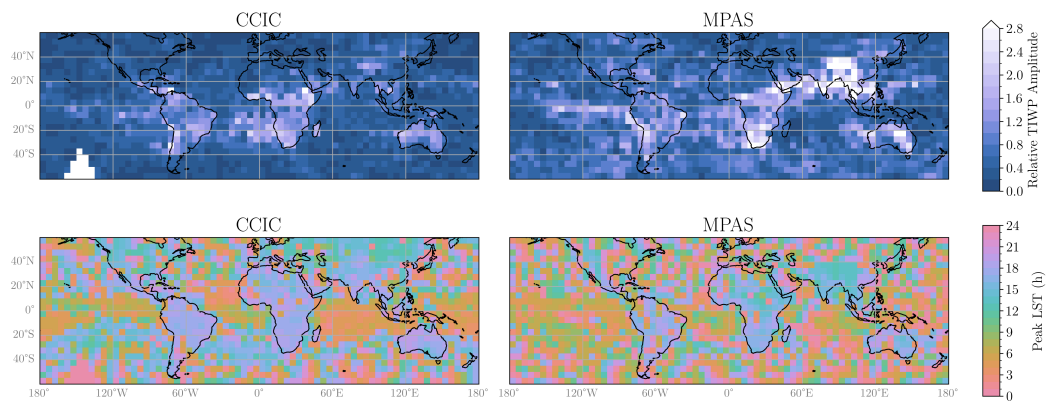 CCIC
MPAS
40°N
20°N
0°
20°S
40°S
2.8
2.4
2.0
1.6
1.2
0.8
0.4
0.0
Relative TIWP Amplitude
CCIC
MPAS
40°N
20°N
0°
20°S
40°S
180°
120°W
60°W
0°
60°E
120°E
180°
180°
120°W
60°W
0°
60°E
120°E
180°
24
21
18
15
12
9
6
3
0
Peak LST (h)